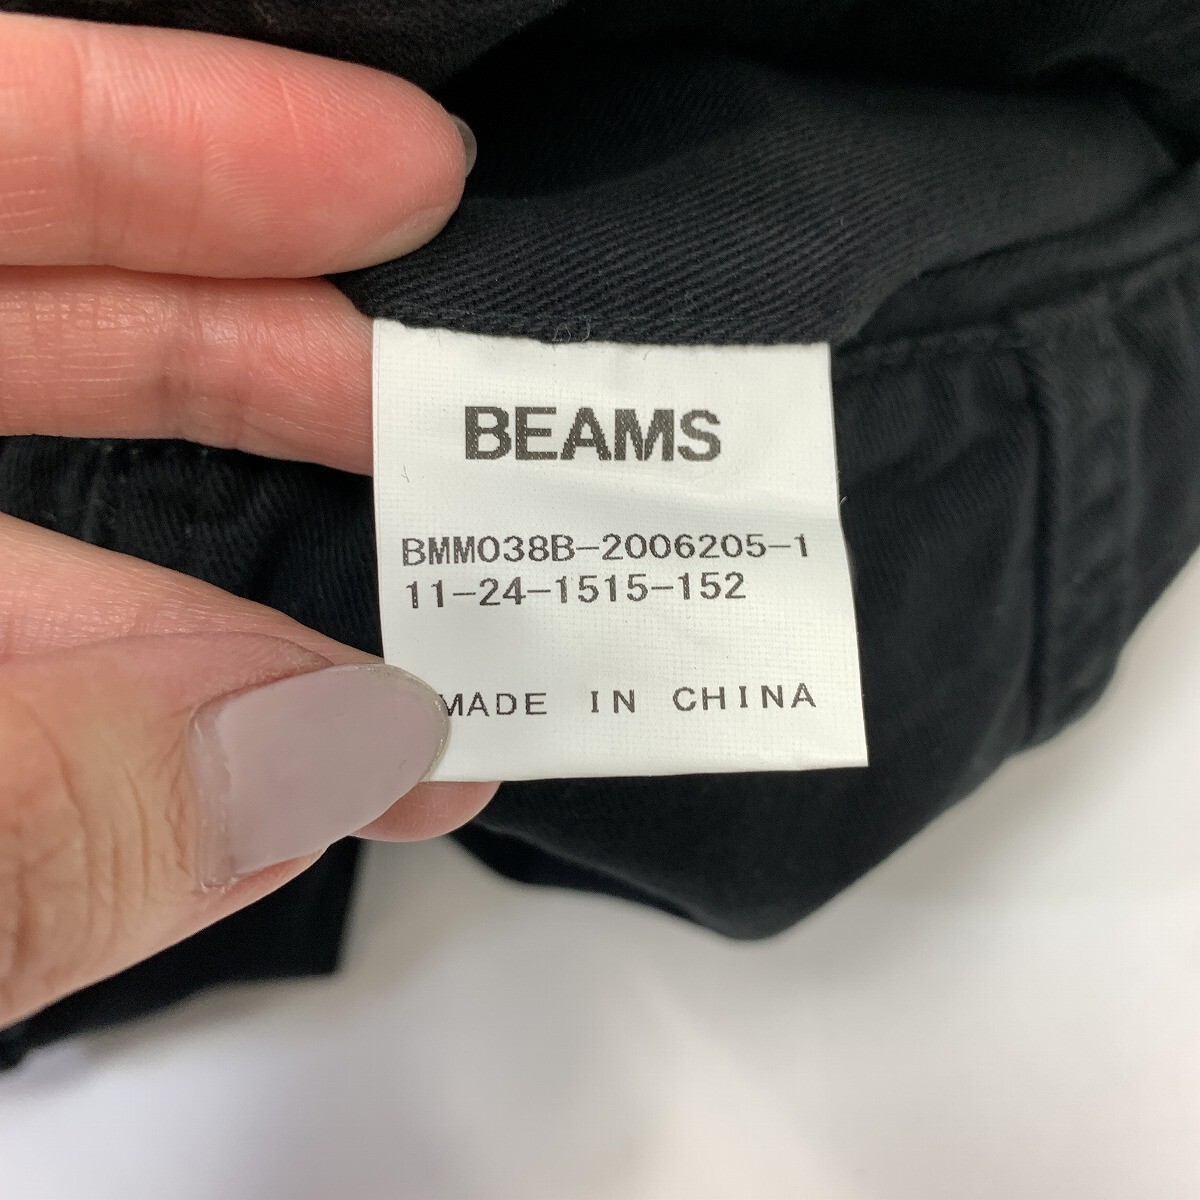 BEAMS
BMM038B-2006205-1
11-24-1515-152
MADE IN CHINA